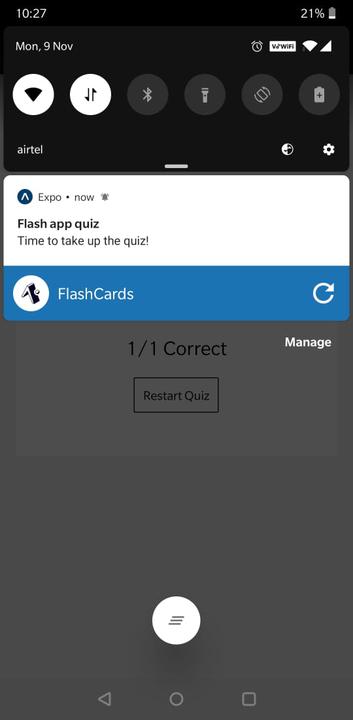 10:27
21%
Mon, 9 Nov
VoWiFi
airtel
Expo • now
Flash app quiz
Time to take up the quiz!
FlashCards
1/1 Correct
Manage
Restart Quiz